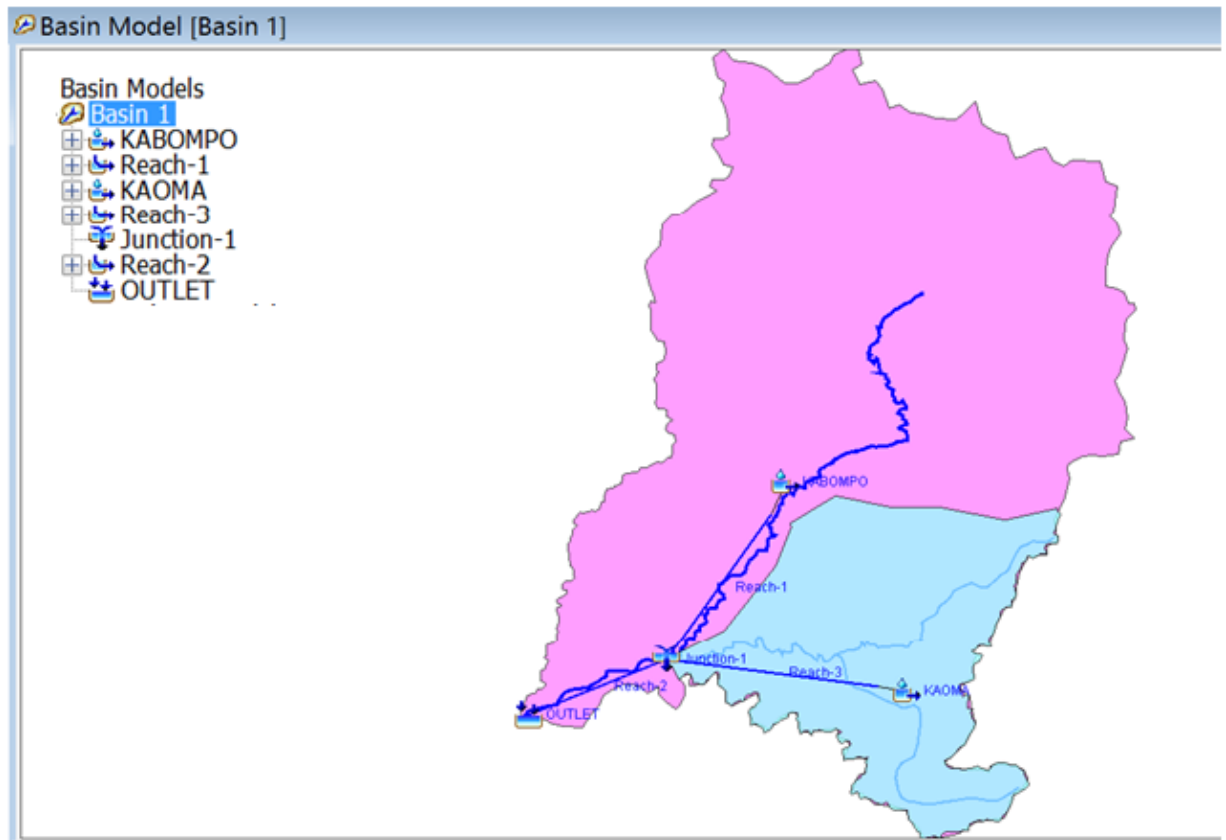 Basin Model [Basin 1]
Basin Models
Basin 1
KABOMPO
Reach-1
KAOMA
Reach-3
Junction-1
Reach-2
OUTLET
KABOMPO
Reach-1
Junction-1
Reach-3
Reach-2
KAOMA
OUTLET